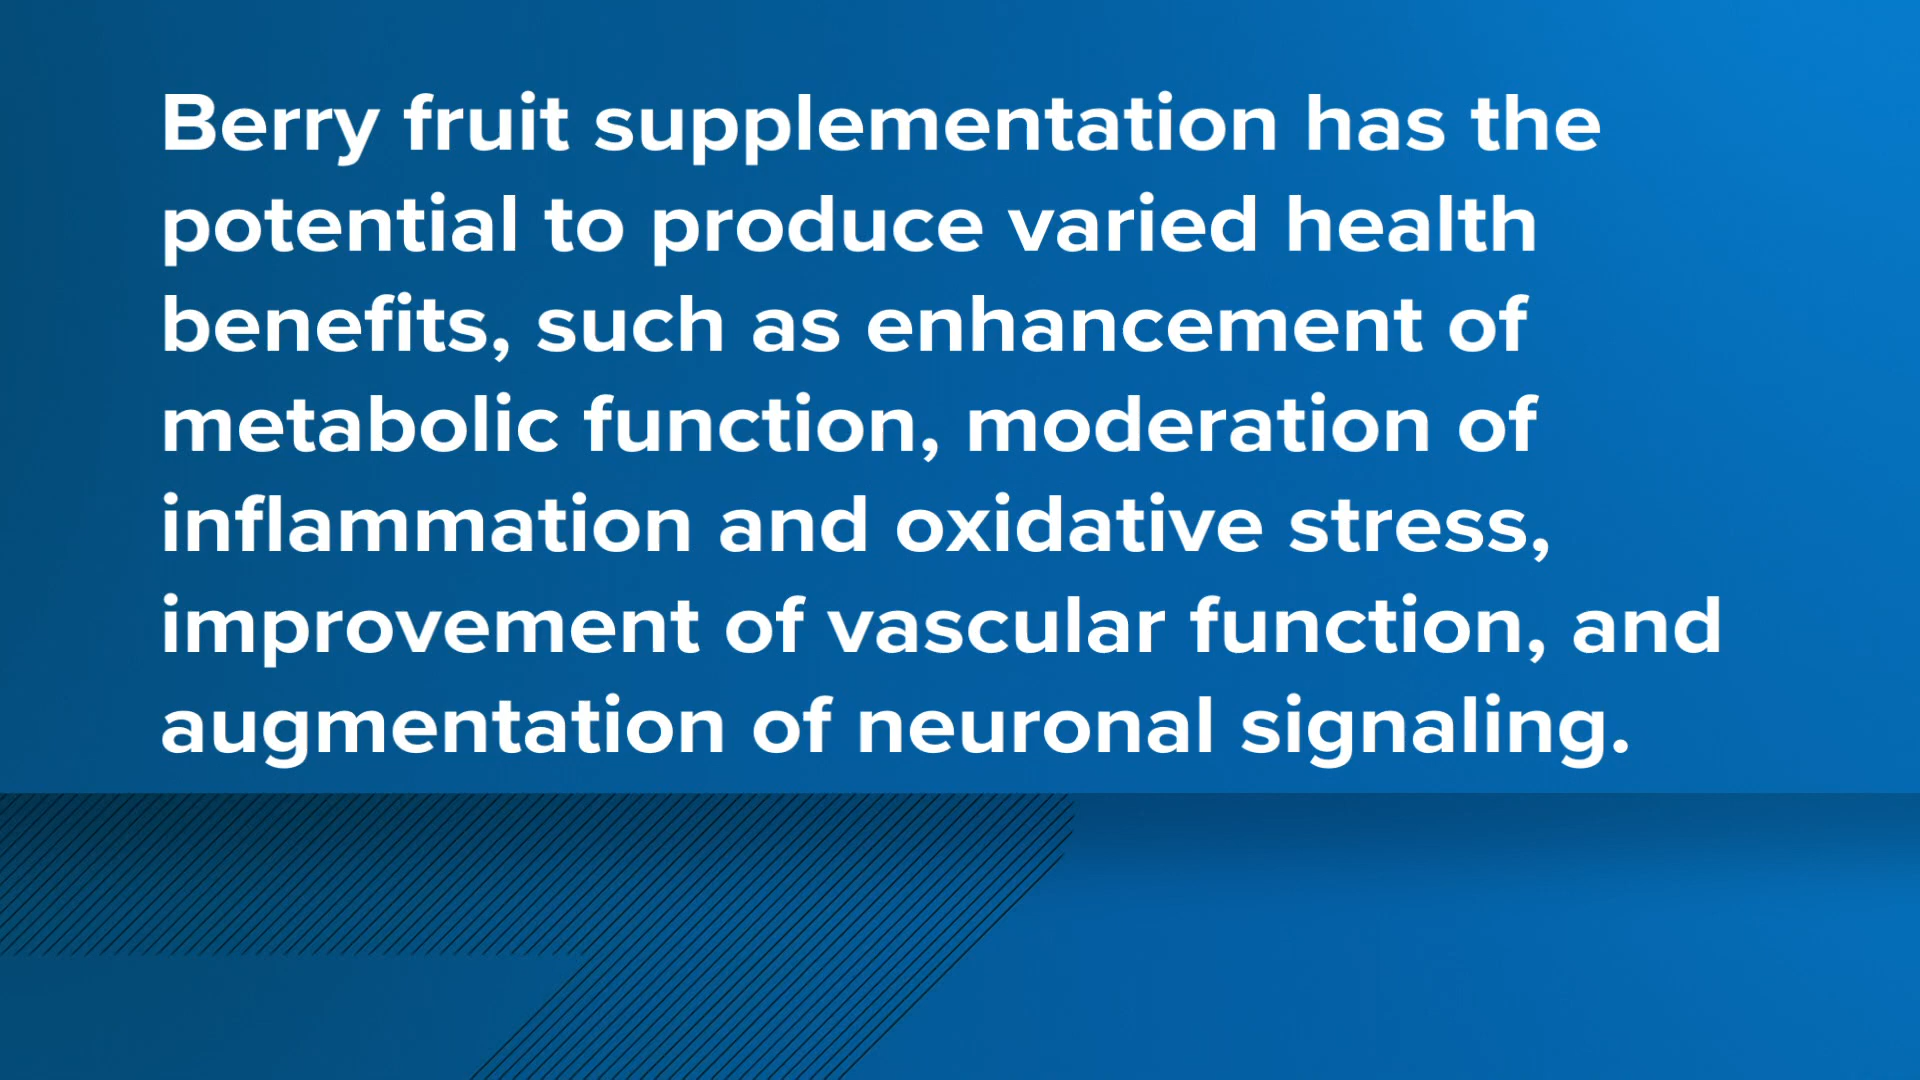 Berry fruit supplementation has the
potential to produce varied health
benefits, such as enhancement of
metabolic function, moderation of
inflammation and oxidative stress,
improvement of vascular function, and
augmentation of neuronal signaling.